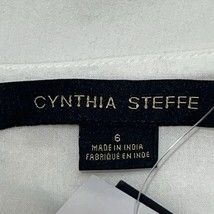 CYNTHIA STEFFE
6
MADE IN INDIA
FABRIQUÉ EN INDE